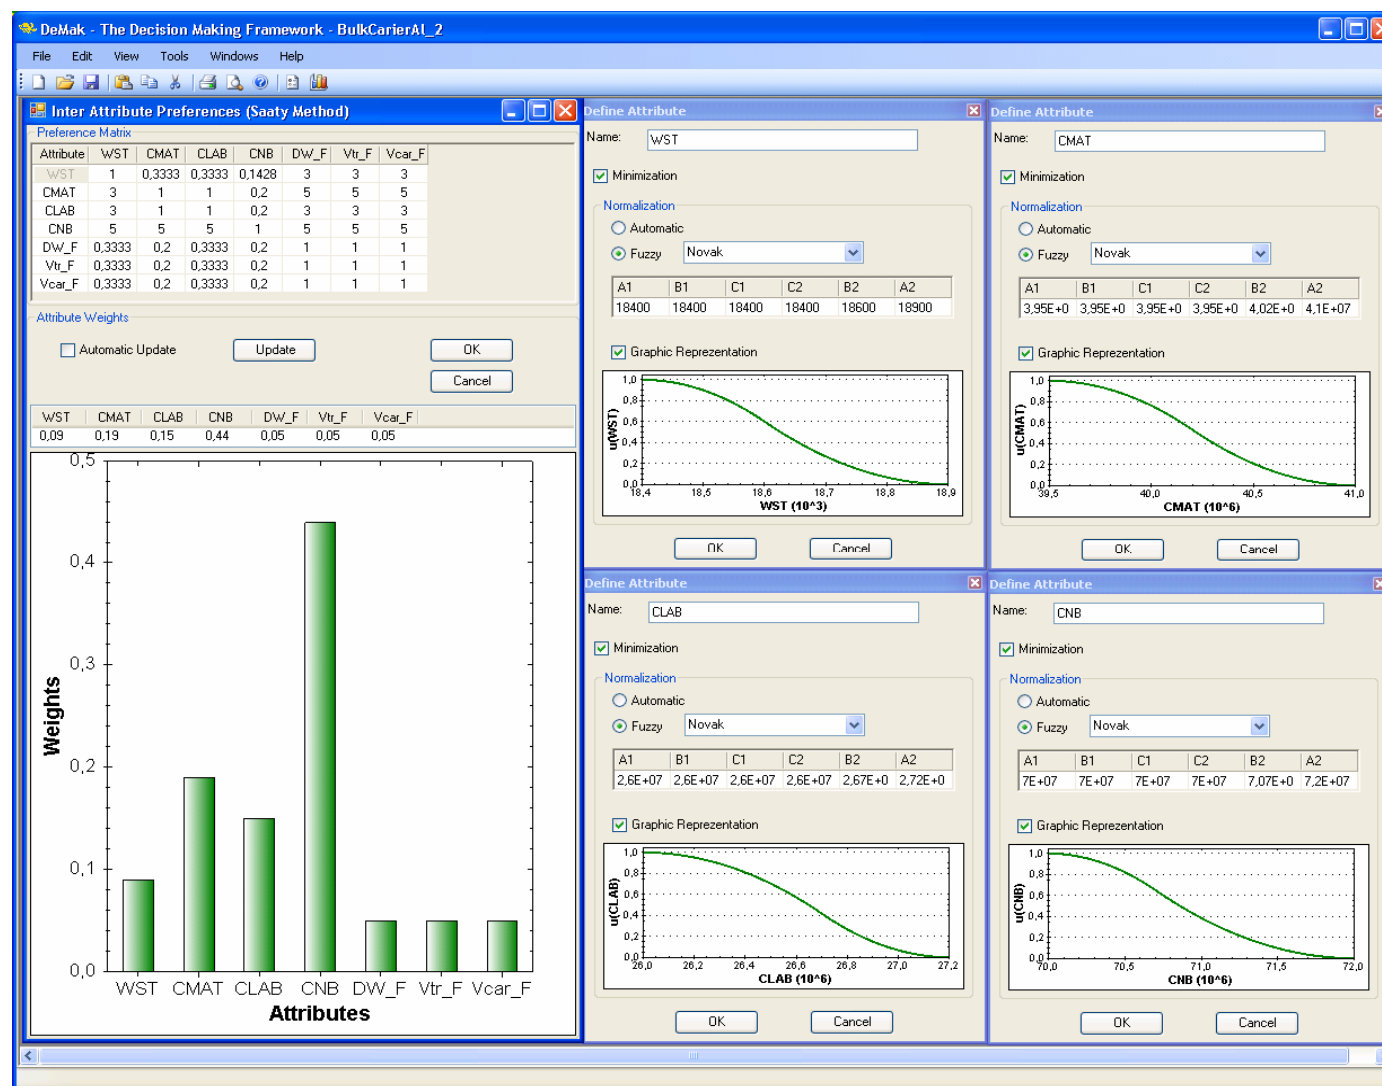 DeMak - The Decision Making Framework - BulkCarierAl_2
File Edit View Tools Windows Help
Inter Attribute Preferences (Saaty Method)
Preference Matrix
Attribute WST CMAT CLAB CNB DW_F Vtr_F Vcar_F
WST 1 0,3333 0,3333 0,1428 3 3 3
CMAT 3 1 1 0,2 5 5 5
CLAB 3 1 1 0,2 3 3 3
CNB 5 5 5 1 5 5 5
DW_F 0,3333 0,2 0,3333 0,2 1 1 1
Vtr_F 0,3333 0,2 0,3333 0,2 1 1 1
Vcar_F 0,3333 0,2 0,3333 0,2 1 1 1
Attribute Weights
Automatic Update Update OK
Cancel
WST CMAT CLAB CNB DW_F Vtr_F Vcar_F
0,09 0,19 0,15 0,44 0,05 0,05 0,05
0,5
0,4
0,3
0,2
0,1
0,0
Weights
WST CMAT CLAB CNB DW_F Vtr_F Vcar_F
Attributes
Define Attribute
Name: WST
Minimization
Normalization
Automatic
Fuzzy Novak
A1 B1 C1 C2 B2 A2
18400 18400 18400 18400 18600 18900
Graphic Reprezentation
1,0
0,8
0,6
0,4
0,2
0,0
u(WST)
18,4 18,5 18,6 18,7 18,8 18,9
WST (10^3)
OK Cancel
Define Attribute
Name: CMAT
Minimization
Normalization
Automatic
Fuzzy Novak
A1 B1 C1 C2 B2 A2
3,95E+0 3,95E+0 3,95E+0 3,95E+0 4,02E+0 4,1E+07
Graphic Reprezentation
1,0
0,8
0,6
0,4
0,2
0,0
u(CMAT)
39,5 40,0 40,5 41,0
CMAT (10^6)
OK Cancel
Define Attribute
Name: CLAB
Minimization
Normalization
Automatic
Fuzzy Novak
A1 B1 C1 C2 B2 A2
2,6E+07 2,6E+07 2,6E+07 2,6E+07 2,67E+0 2,72E+0
Graphic Reprezentation
1,0
0,8
0,6
0,4
0,2
0,0
u(CLAB)
26,0 26,2 26,4 26,6 26,8 27,0 27,2
CLAB (10^6)
OK Cancel
Define Attribute
Name: CNB
Minimization
Normalization
Automatic
Fuzzy Novak
A1 B1 C1 C2 B2 A2
7E+07 7E+07 7E+07 7E+07 7,07E+0 7,2E+07
Graphic Reprezentation
1,0
0,8
0,6
0,4
0,2
0,0
u(CNB)
70,0 70,5 71,0 71,5 72,0
CNB (10^6)
OK Cancel